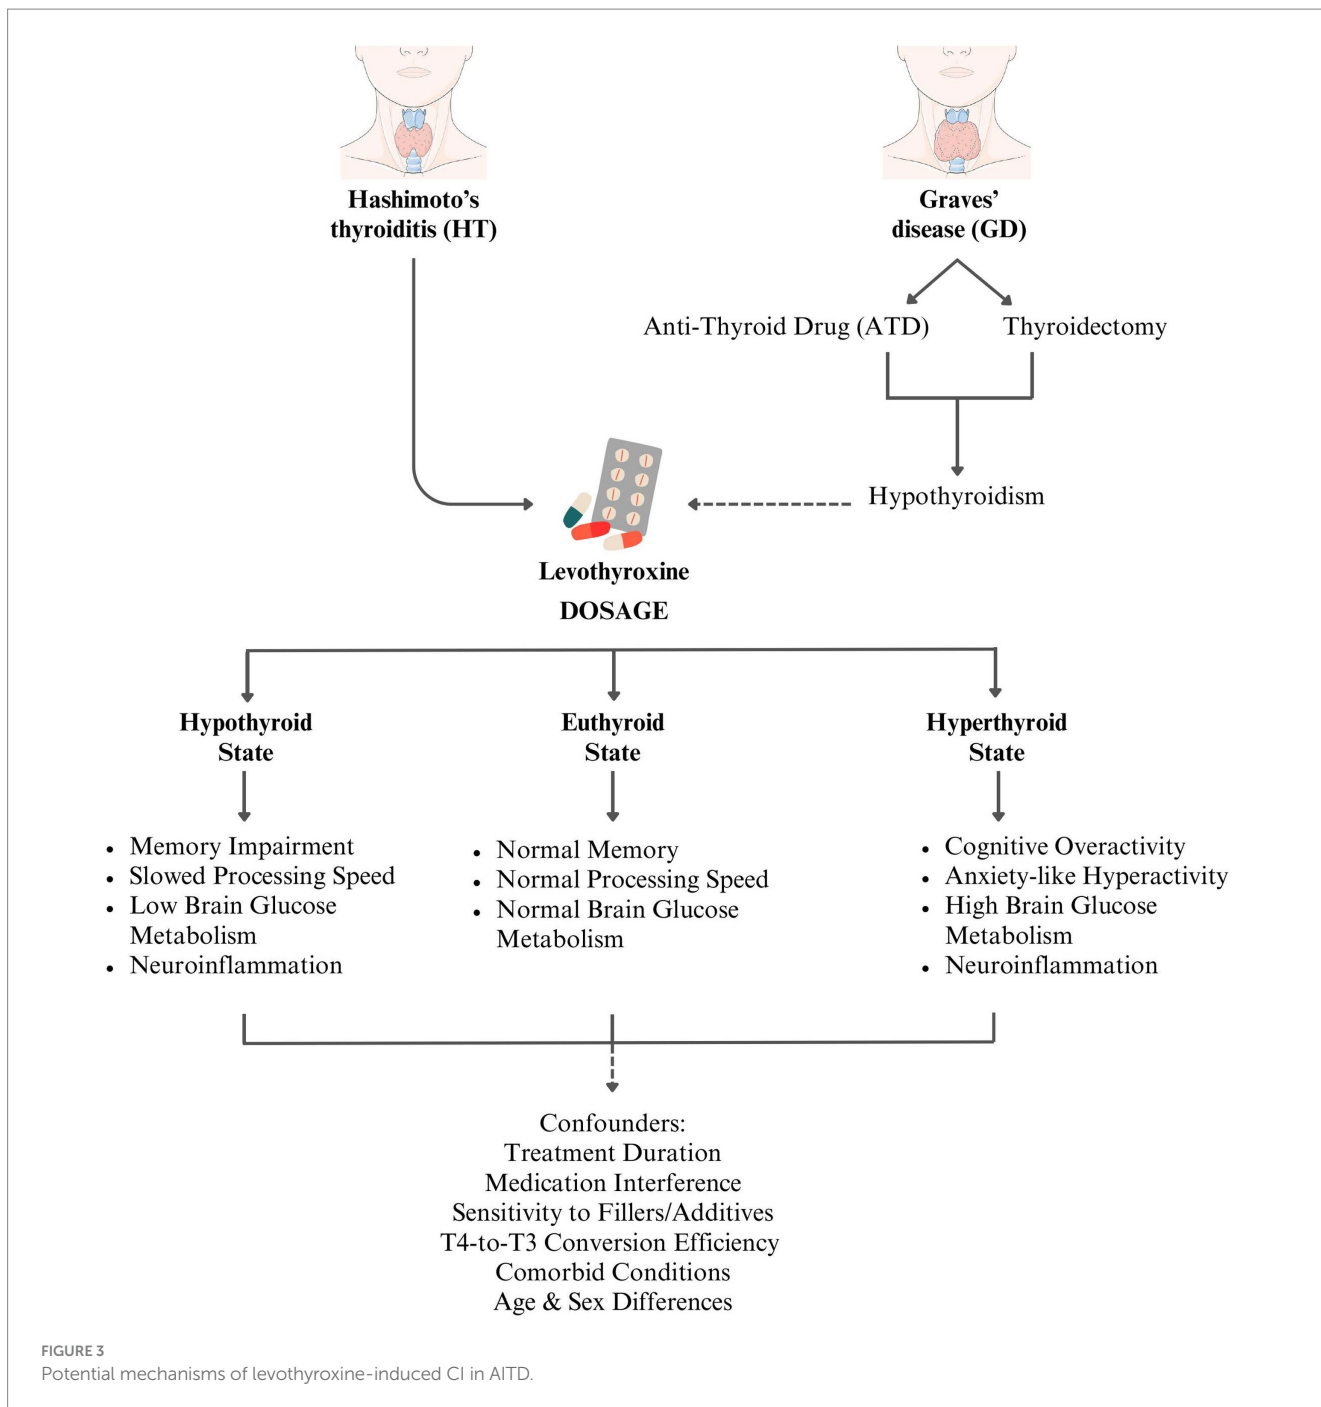 Hashimoto's
thyroiditis (HT)
Graves'
disease (GD)
Anti-Thyroid Drug (ATD)
Thyroidectomy
Hypothyroidism
Levothyroxine
DOSAGE
Hypothyroid
State
Euthyroid
State
Hyperthyroid
State
• Memory Impairment
• Slowed Processing Speed
• Low Brain Glucose
Metabolism
• Neuroinflammation
• Normal Memory
• Normal Processing Speed
• Normal Brain Glucose
Metabolism
• Cognitive Overactivity
• Anxiety-like Hyperactivity
• High Brain Glucose
Metabolism
• Neuroinflammation
Confounders:
Treatment Duration
Medication Interference
Sensitivity to Fillers/Additives
T4-to-T3 Conversion Efficiency
Comorbid Conditions
Age & Sex Differences
FIGURE 3
Potential mechanisms of levothyroxine-induced CI in AITD.